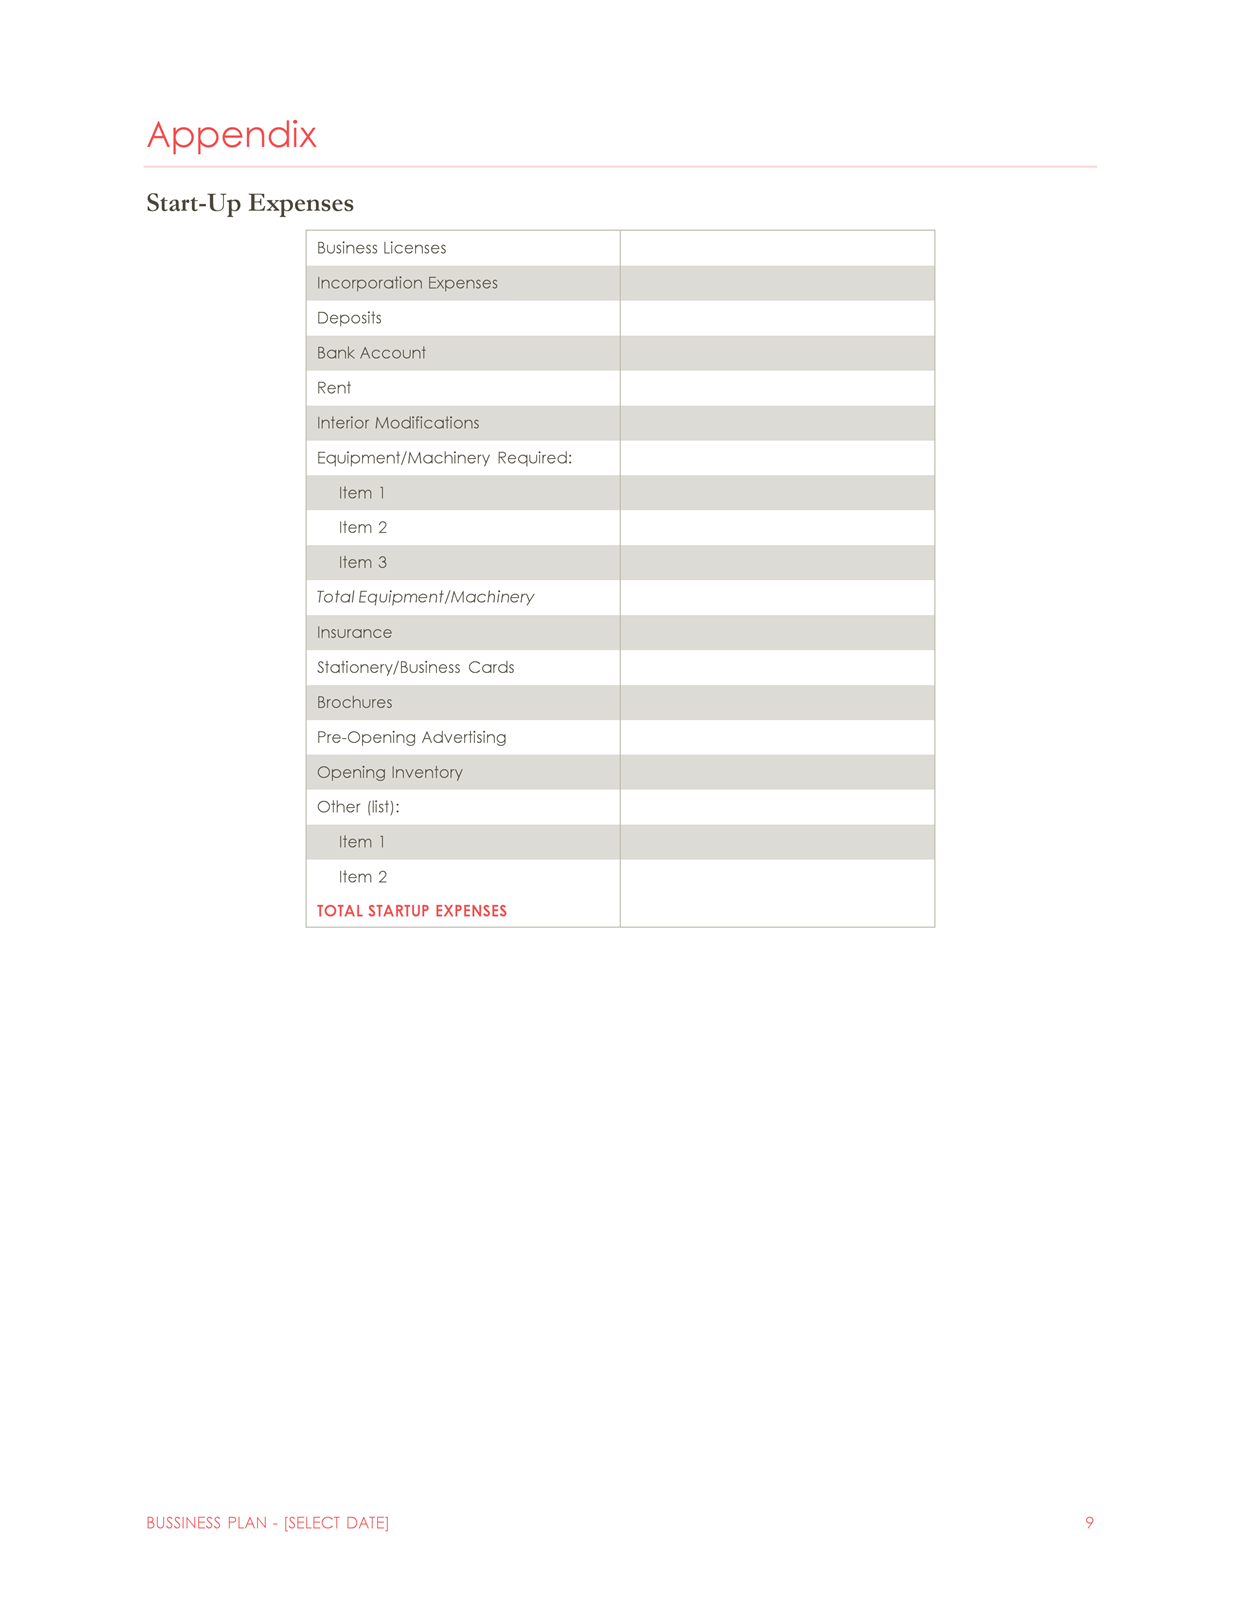 Appendix
Start-Up Expenses
Business Licenses
Incorporation Expenses
Deposits
Bank Account
Rent
Interior Modifications
Equipment/Machinery Required:
Item 1
Item 2
Item 3
Total Equipment/Machinery
Insurance
Stationery/Business Cards
Brochures
Pre-Opening Advertising
Opening Inventory
Other (list):
Item 1
Item 2
TOTAL STARTUP EXPENSES
BUSSINESS PLAN - [SELECT DATE] 9